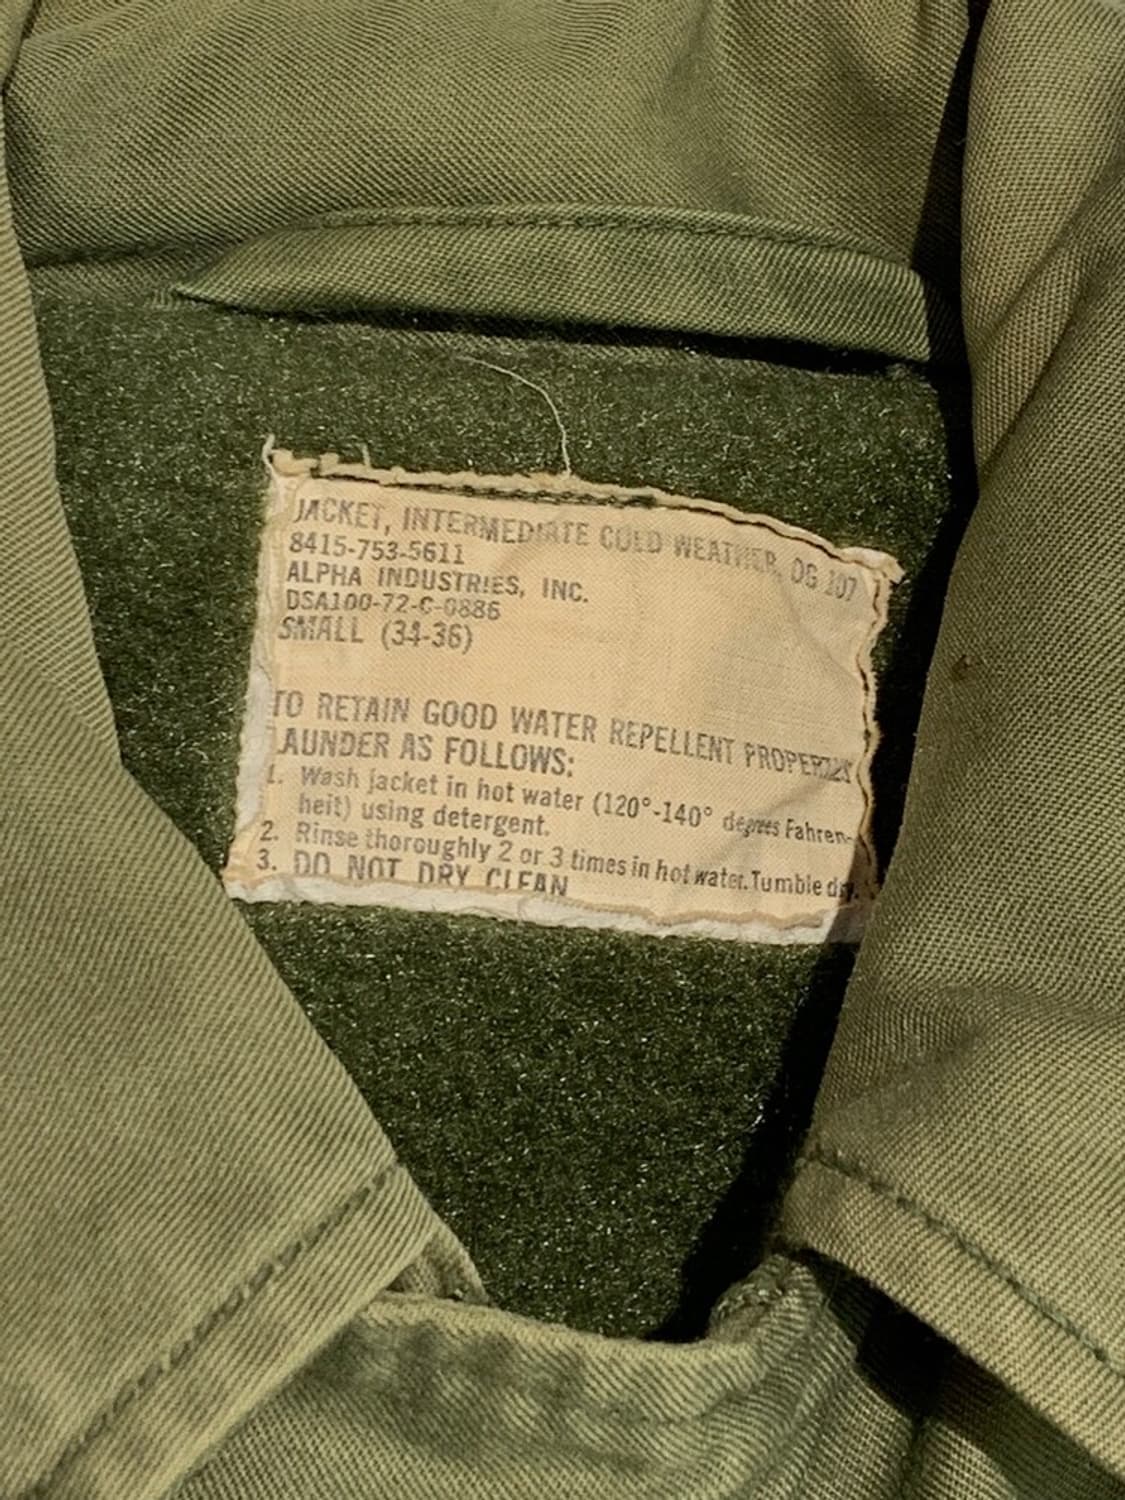 JACKET, INTERMEDIATE COLD WEATHER, OG 107
8415-753-5611
ALPHA INDUSTRIES, INC.
DSA100-72-C-0886
SMALL (34-36)
TO RETAIN GOOD WATER REPELLENT PROPERTIES
LAUNDER AS FOLLOWS:
1. Wash jacket in hot water (120°-140° degrees Fahren-
heit) using detergent.
2. Rinse thoroughly 2 or 3 times in hot water. Tumble dry.
3. DO NOT DRY CLEAN